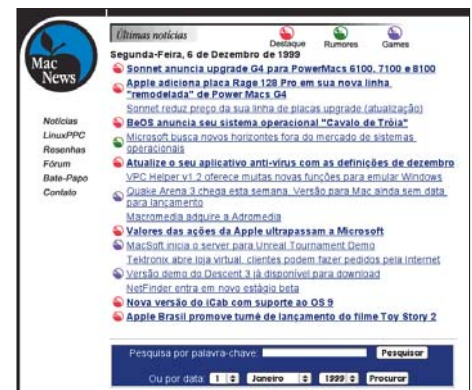 Últimas notícias
Destaque
Rumores
Games
Segunda-Feira, 6 de Dezembro de 1999
Mac
News
Notícias
LinuxPPC
Resenhas
Fórum
Bate-Papo
Contato
Sonnet anuncia upgrade G4 para PowerMacs 6100, 7100 e 8100
Apple adiciona placa Rage 128 Pro em sua nova linha
"remodelada" de Power Macs G4
Sonnet reduz preço da sua linha de placas upgrade (atualização)
BeOS anuncia seu sistema operacional "Cavalo de Tróia"
Microsoft busca novos horizontes fora do mercado de sistemas
operacionais
Atualize o seu aplicativo anti-vírus com as definições de dezembro
VPC Helper v1.2 oferece muitas novas funções para emular Windows
Quake Arena 3 chega esta semana. Versão para Mac ainda sem data
para lançamento
Macromedia adquire a Adromedia
Valores das ações da Apple ultrapassam a Microsoft
MacSoft inicia o server para Unreal Tournament Demo
Tektronix abre loja virtual, clientes podem fazer pedidos pela Internet
Versão demo do Descent 3 já disponível para download
NetFinder entra em novo estágio beta
Nova versão do iCab com suporte ao OS 9
Apple Brasil promove turnê de lançamento do filme Toy Story 2
Pesquisa por palavra-chave: Pesquisar
Ou por data: 1 Janeiro 1999 Procurar